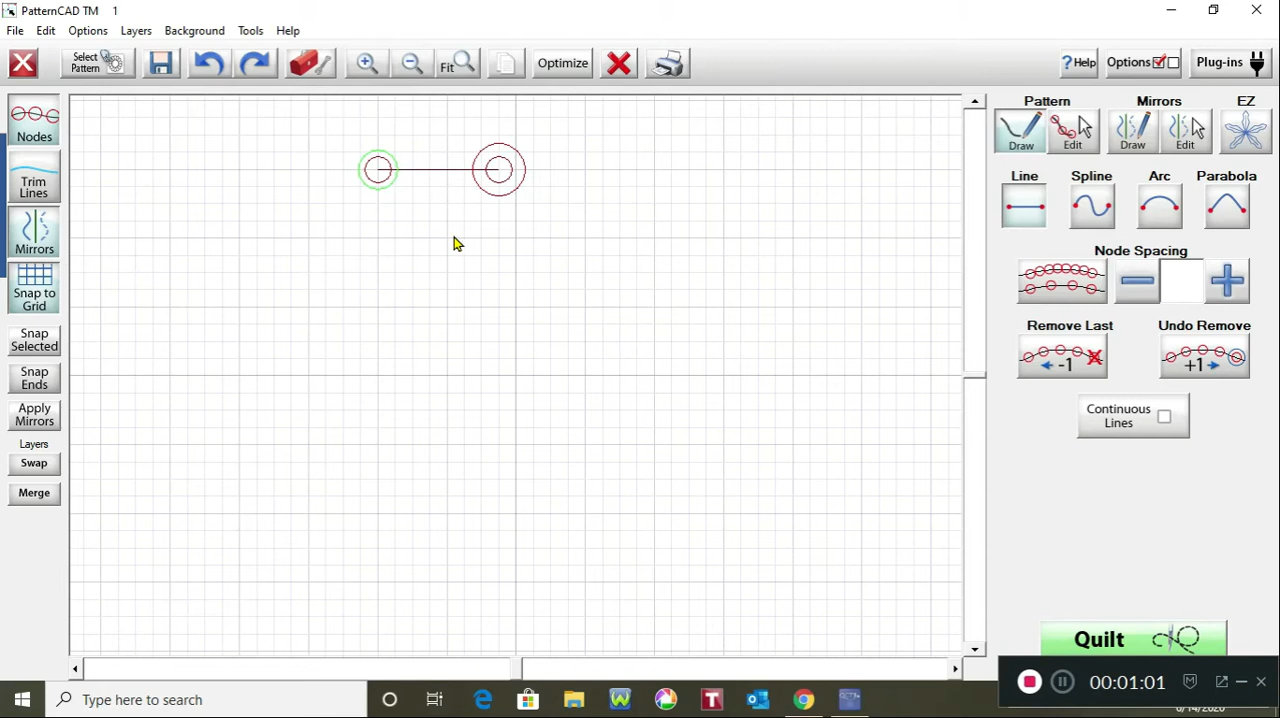 PatternCAD TM 1
File Edit Options Layers Background Tools Help
Select Pattern
Fit
Optimize
Help
Options
Plug-ins
Nodes
Trim Lines
Mirrors
Snap to Grid
Snap Selected
Snap Ends
Apply Mirrors
Layers
Swap
Merge
Pattern Mirrors EZ
Draw Edit Draw Edit
Line Spline Arc Parabola
Node Spacing
Remove Last Undo Remove
-1 +1
Continuous Lines
Quilt
00:01:01
Type here to search